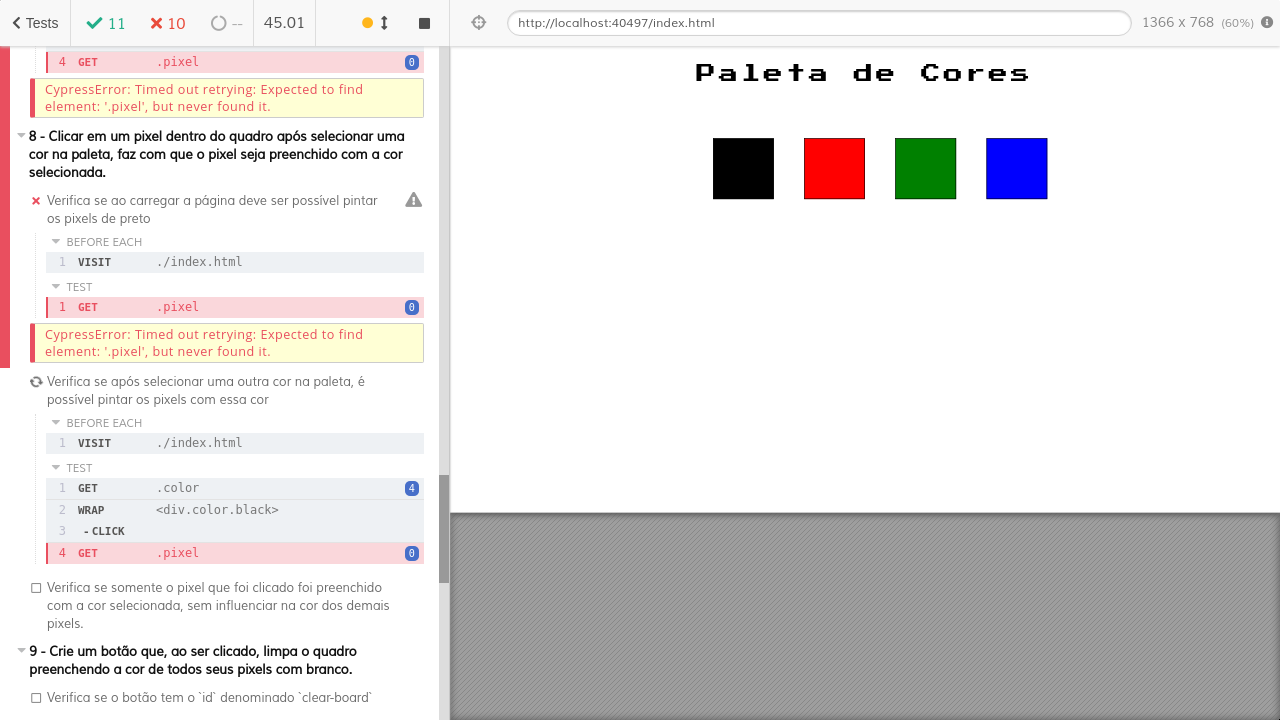 Tests 11 10 -- 45.01
4 GET .pixel 0
CypressError: Timed out retrying: Expected to find
element: '.pixel', but never found it.
8 - Clicar em um pixel dentro do quadro após selecionar uma
cor na paleta, faz com que o pixel seja preenchido com a cor
selecionada.
Verifica se ao carregar a página deve ser possível pintar
os pixels de preto
BEFORE EACH
1 VISIT ./index.html
TEST
1 GET .pixel 0
CypressError: Timed out retrying: Expected to find
element: '.pixel', but never found it.
Verifica se após selecionar uma outra cor na paleta, é
possível pintar os pixels com essa cor
BEFORE EACH
1 VISIT ./index.html
TEST
1 GET .color 4
2 WRAP <div.color.black>
3 - CLICK
4 GET .pixel 0
Verifica se somente o pixel que foi clicado foi preenchido
com a cor selecionada, sem influenciar na cor dos demais
pixels.
9 - Crie um botão que, ao ser clicado, limpa o quadro
preenchendo a cor de todos seus pixels com branco.
Verifica se o botão tem o `id` denominado `clear-board`
http://localhost:40497/index.html 1366 x 768 (60%)
Paleta de Cores